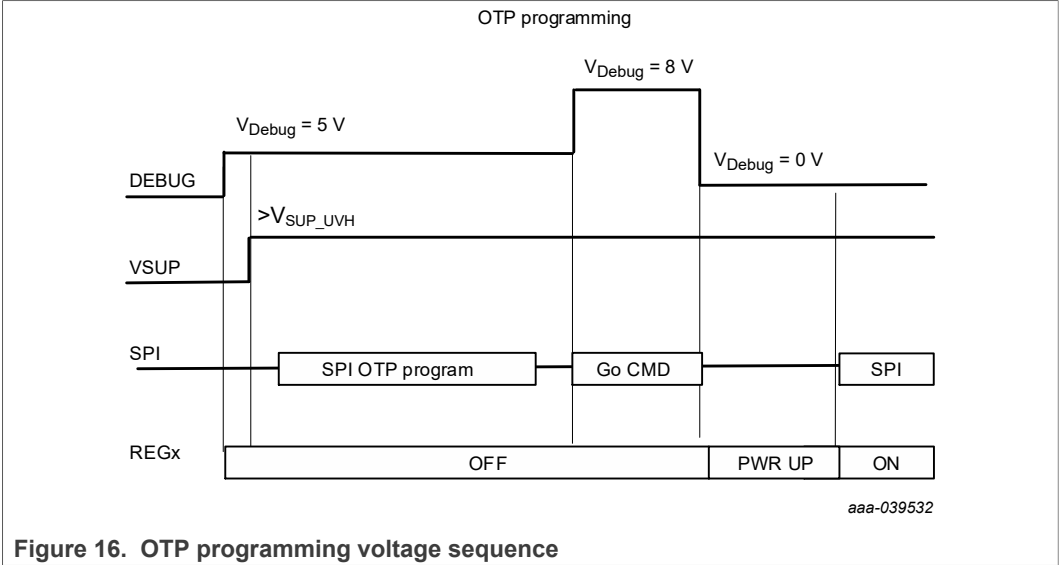 OTP programming
VDebug = 8 V
VDebug = 5 V
VDebug = 0 V
DEBUG
>VSUP_UVH
VSUP
SPI
SPI OTP program
Go CMD
SPI
REGx
OFF
PWR UP
ON
aaa-039532
Figure 16. OTP programming voltage sequence